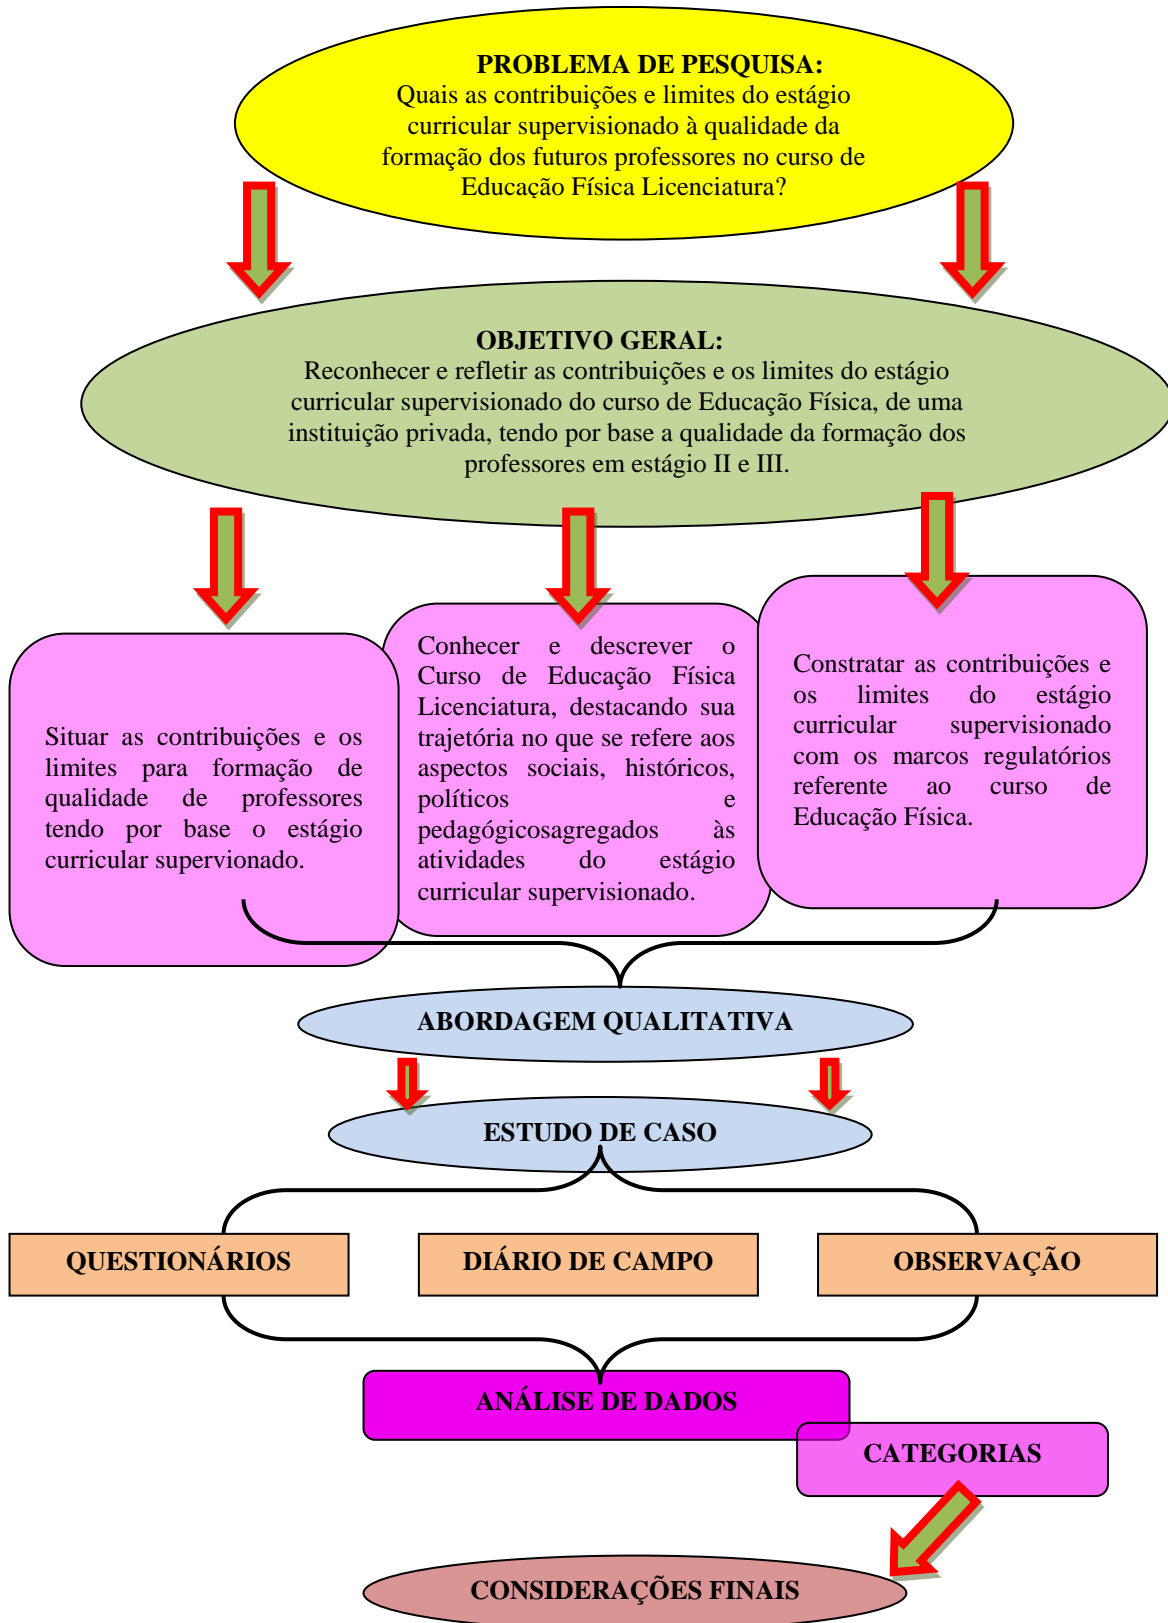 PROBLEMA DE PESQUISA:
Quais as contribuições e limites do estágio
curricular supervisionado à qualidade da
formação dos futuros professores no curso de
Educação Física Licenciatura?
OBJETIVO GERAL:
Reconhecer e refletir as contribuições e os limites do estágio
curricular supervisionado do curso de Educação Física, de uma
instituição privada, tendo por base a qualidade da formação dos
professores em estágio II e III.
Situar as contribuições e os
limites para formação de
qualidade de professores
tendo por base o estágio
curricular supervionado.
Conhecer e descrever o
Curso de Educação Física
Licenciatura, destacando sua
trajetória no que se refere aos
aspectos sociais, históricos,
políticos e
pedagógicosagregados às
atividades do estágio
curricular supervisionado.
Constratar as contribuições e
os limites do estágio
curricular supervisionado
com os marcos regulatórios
referente ao curso de
Educação Física.
ABORDAGEM QUALITATIVA
ESTUDO DE CASO
QUESTIONÁRIOS
DIÁRIO DE CAMPO
OBSERVAÇÃO
ANÁLISE DE DADOS
CATEGORIAS
CONSIDERAÇÕES FINAIS